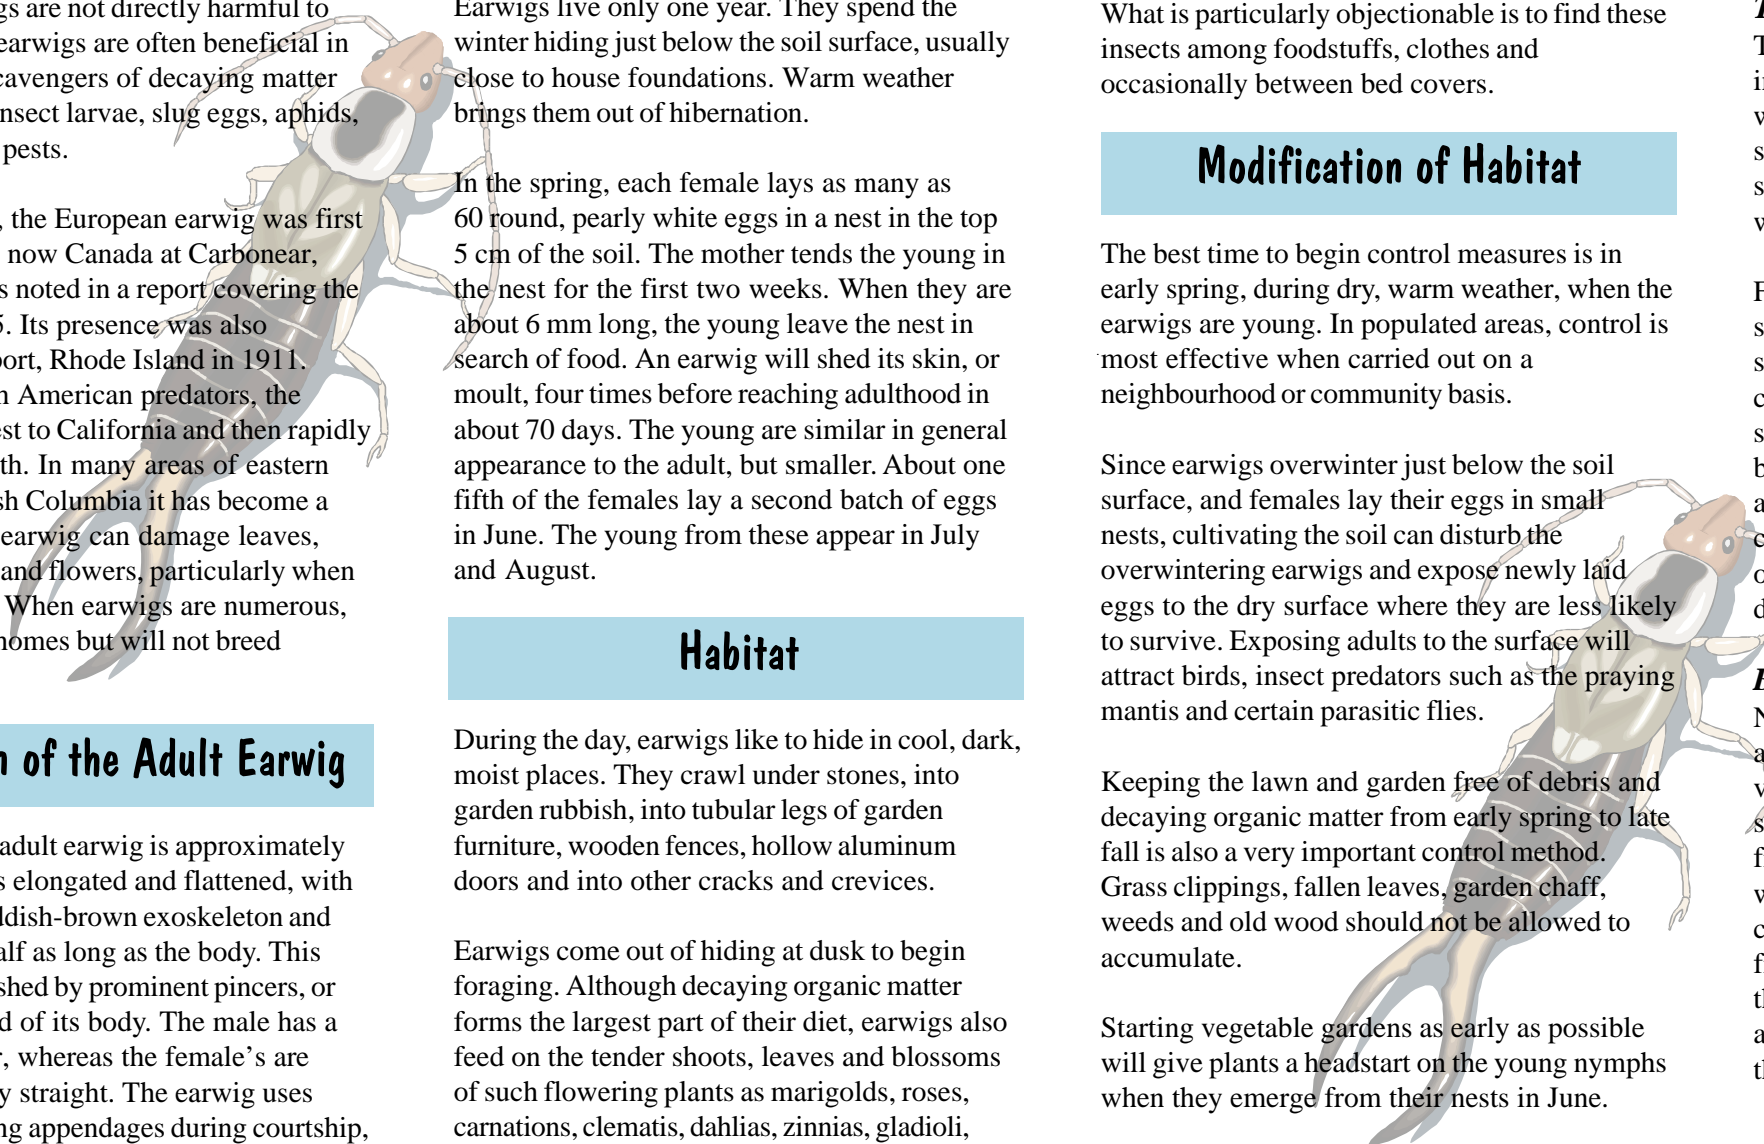 gs are not directly harmful to
earwigs are often beneficial in
cavengers of decaying matter
nsect larvae, slug eggs, aphids,
pests.
, the European earwig was first
now Canada at Carbonear,
s noted in a report covering the
5. Its presence was also
port, Rhode Island in 1911.
n American predators, the
est to California and then rapidly
th. In many areas of eastern
sh Columbia it has become a
earwig can damage leaves,
and flowers, particularly when
When earwigs are numerous,
homes but will not breed
n of the Adult Earwig
adult earwig is approximately
s elongated and flattened, with
ddish-brown exoskeleton and
alf as long as the body. This
shed by prominent pincers, or
d of its body. The male has a
r, whereas the female's are
y straight. The earwig uses
ng appendages during courtship,
Earwigs live only one year. They spend the
winter hiding just below the soil surface, usually
close to house foundations. Warm weather
brings them out of hibernation.
In the spring, each female lays as many as
60 round, pearly white eggs in a nest in the top
5 cm of the soil. The mother tends the young in
the nest for the first two weeks. When they are
about 6 mm long, the young leave the nest in
search of food. An earwig will shed its skin, or
moult, four times before reaching adulthood in
about 70 days. The young are similar in general
appearance to the adult, but smaller. About one
fifth of the females lay a second batch of eggs
in June. The young from these appear in July
and August.
Habitat
During the day, earwigs like to hide in cool, dark,
moist places. They crawl under stones, into
garden rubbish, into tubular legs of garden
furniture, wooden fences, hollow aluminum
doors and into other cracks and crevices.
Earwigs come out of hiding at dusk to begin
foraging. Although decaying organic matter
forms the largest part of their diet, earwigs also
feed on the tender shoots, leaves and blossoms
of such flowering plants as marigolds, roses,
carnations, clematis, dahlias, zinnias, gladioli,
What is particularly objectionable is to find these
insects among foodstuffs, clothes and
occasionally between bed covers.
Modification of Habitat
The best time to begin control measures is in
early spring, during dry, warm weather, when the
earwigs are young. In populated areas, control is
most effective when carried out on a
neighbourhood or community basis.
Since earwigs overwinter just below the soil
surface, and females lay their eggs in small
nests, cultivating the soil can disturb the
overwintering earwigs and expose newly laid
eggs to the dry surface where they are less likely
to survive. Exposing adults to the surface will
attract birds, insect predators such as the praying
mantis and certain parasitic flies.
Keeping the lawn and garden free of debris and
decaying organic matter from early spring to late
fall is also a very important control method.
Grass clippings, fallen leaves, garden chaff,
weeds and old wood should not be allowed to
accumulate.
Starting vegetable gardens as early as possible
will give plants a headstart on the young nymphs
when they emerge from their nests in June.